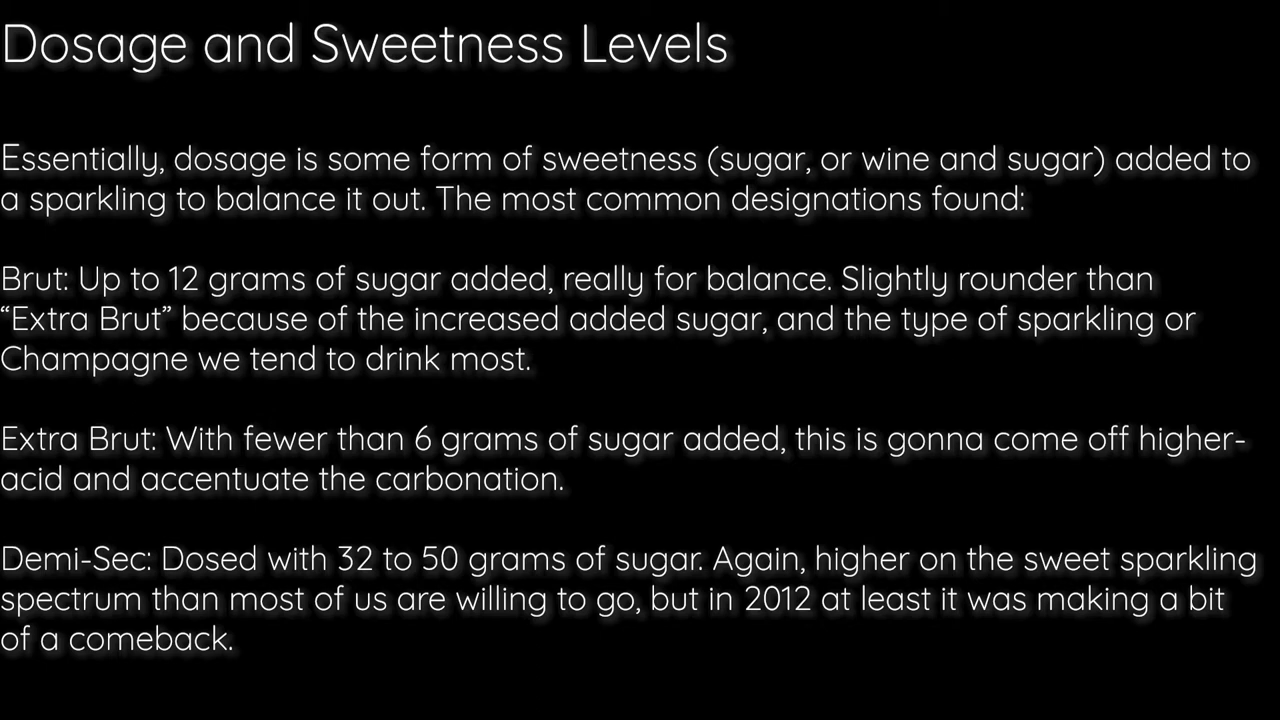 Dosage and Sweetness Levels
Essentially, dosage is some form of sweetness (sugar, or wine and sugar) added to
a sparkling to balance it out. The most common designations found:
Brut: Up to 12 grams of sugar added, really for balance. Slightly rounder than
“Extra Brut” because of the increased added sugar, and the type of sparkling or
Champagne we tend to drink most.
Extra Brut: With fewer than 6 grams of sugar added, this is gonna come off higher-
acid and accentuate the carbonation.
Demi-Sec: Dosed with 32 to 50 grams of sugar. Again, higher on the sweet sparkling
spectrum than most of us are willing to go, but in 2012 at least it was making a bit
of a comeback.